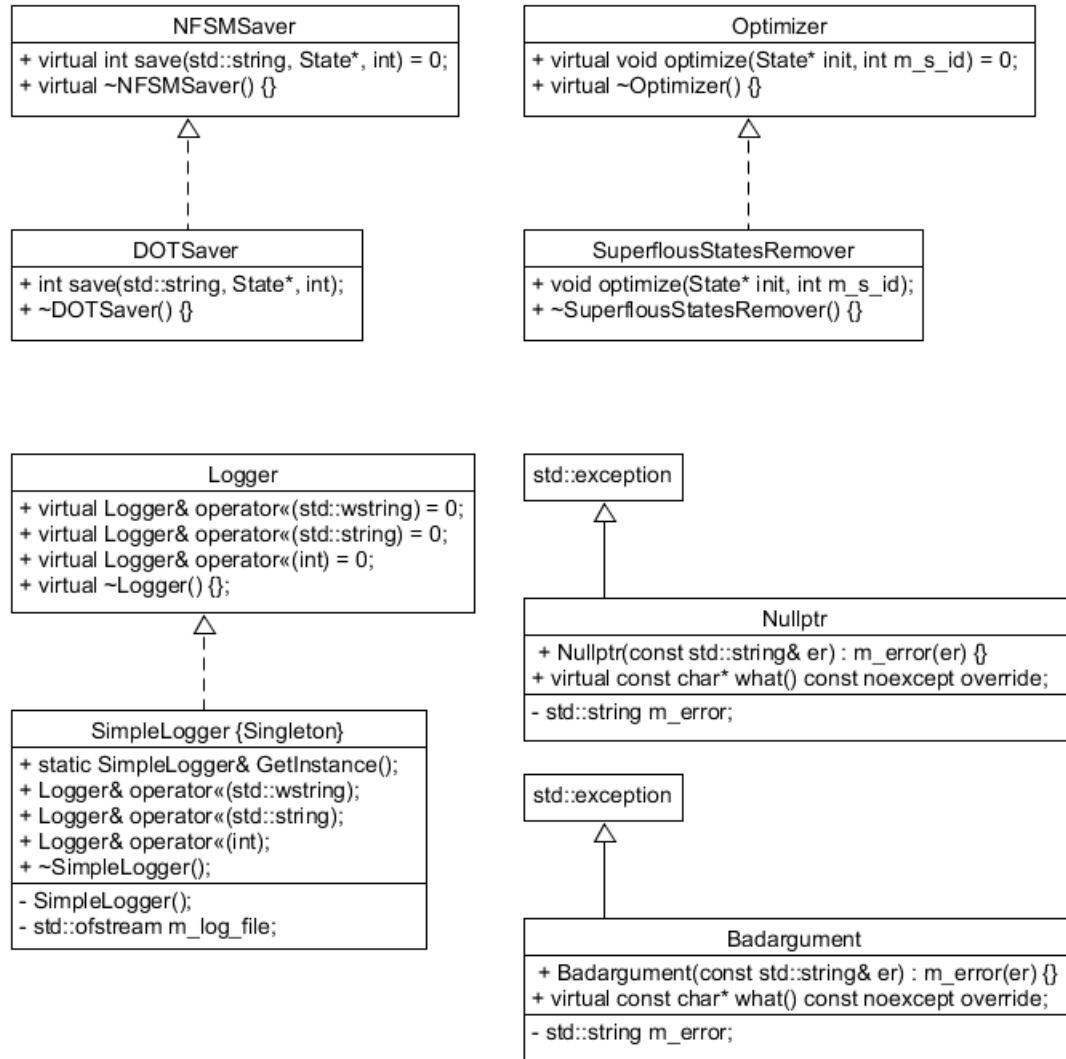 NFSMSaver
+ virtual int save(std::string, State*, int) = 0;
+ virtual ~NFSMSaver() {}
Optimizer
+ virtual void optimize(State* init, int m_s_id) = 0;
+ virtual ~Optimizer() {}
DOTSaver
+ int save(std::string, State*, int);
+ ~DOTSaver() {}
SuperflousStatesRemover
+ void optimize(State* init, int m_s_id);
+ ~SuperflousStatesRemover() {}
Logger
+ virtual Logger& operator«(std::wstring) = 0;
+ virtual Logger& operator«(std::string) = 0;
+ virtual Logger& operator«(int) = 0;
+ virtual ~Logger() {};
std::exception
Nullptr
+ Nullptr(const std::string& er) : m_error(er) {}
+ virtual const char* what() const noexcept override;
- std::string m_error;
SimpleLogger {Singleton}
+ static SimpleLogger& GetInstance();
+ Logger& operator«(std::wstring);
+ Logger& operator«(std::string);
+ Logger& operator«(int);
+ ~SimpleLogger();
- SimpleLogger();
- std::ofstream m_log_file;
std::exception
Badargument
+ Badargument(const std::string& er) : m_error(er) {}
+ virtual const char* what() const noexcept override;
- std::string m_error;